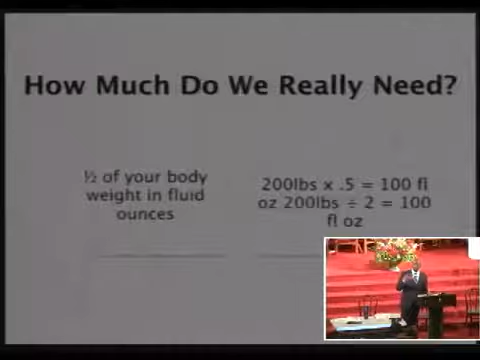 How Much Do We Really Need?
½ of your body
weight in fluid
ounces
200lbs x .5 = 100 fl
oz 200lbs ÷ 2 = 100
fl oz